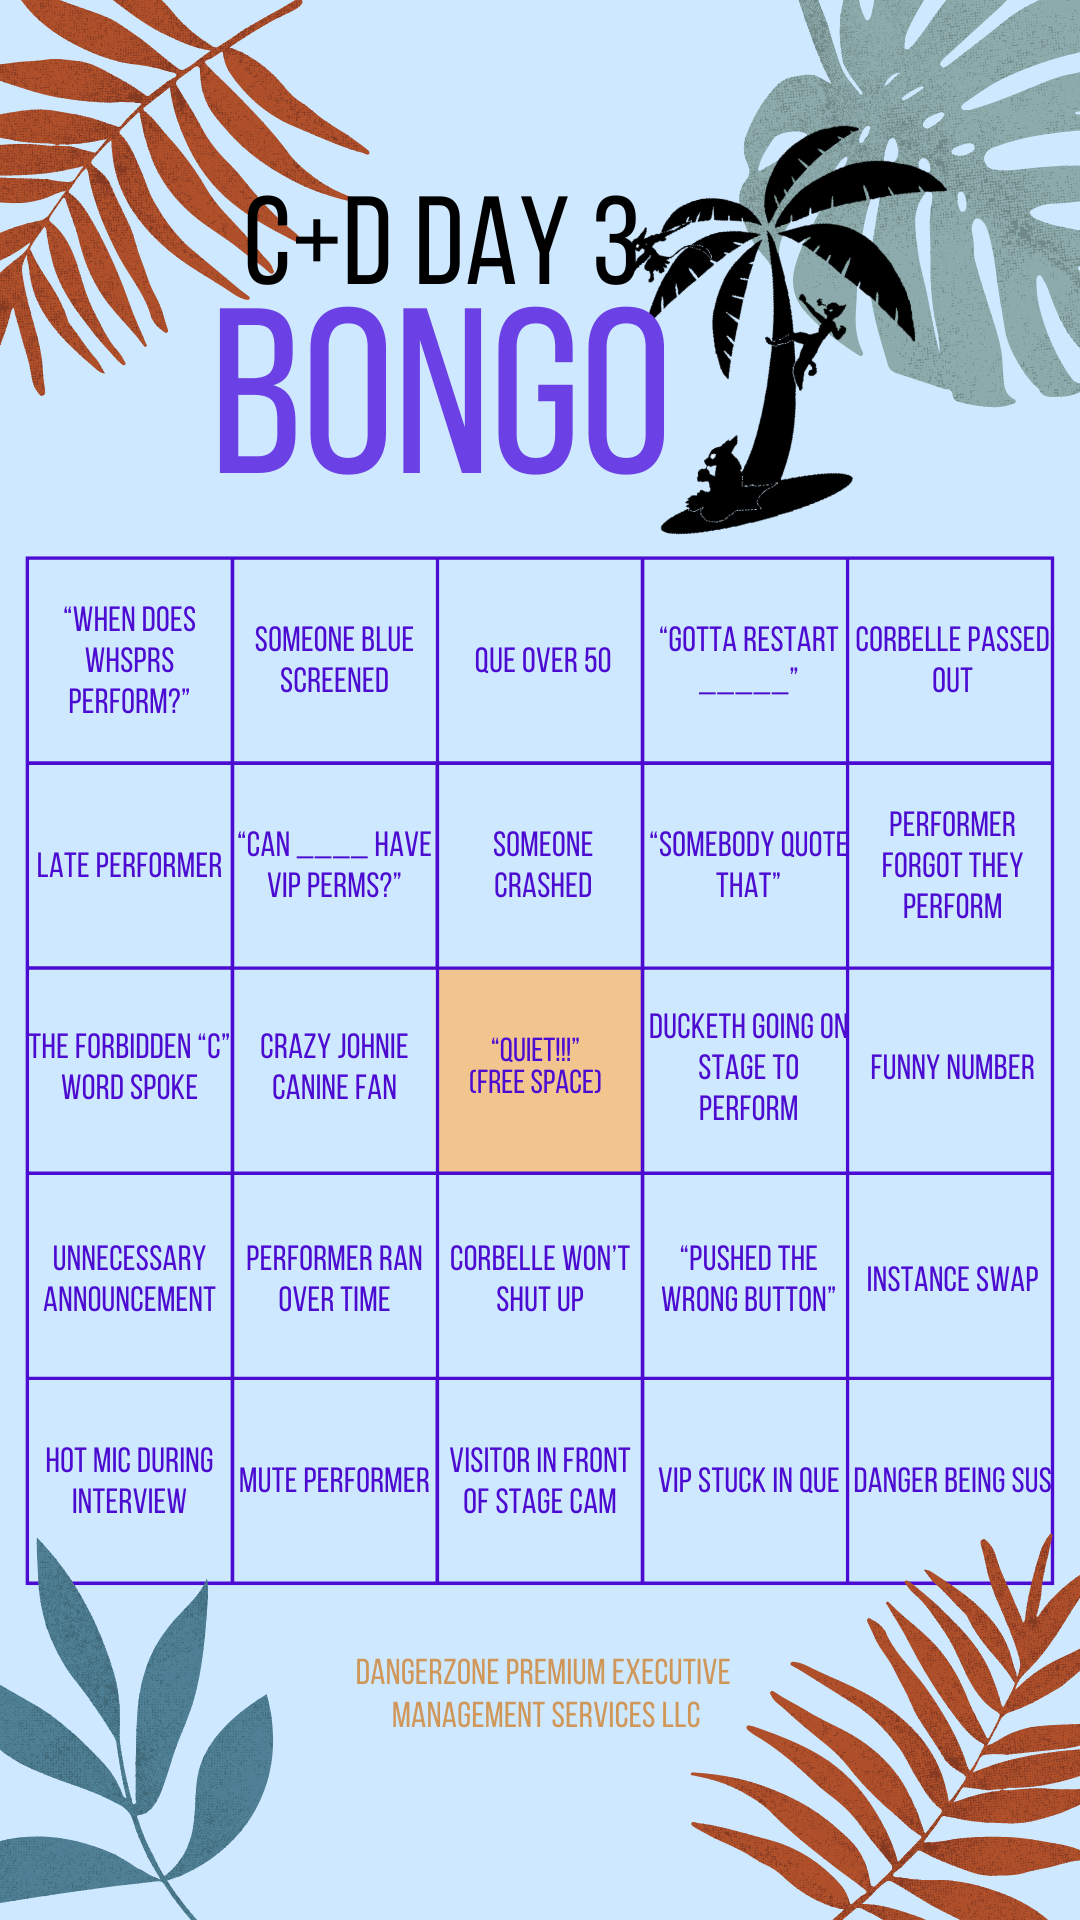 C+D DAY 3
BONGO
“WHEN DOES
WHSPRS
PERFORM?”
SOMEONE BLUE
SCREENED
QUE OVER 50
“GOTTA RESTART
_____”
CORBELLE PASSED
OUT
LATE PERFORMER
“CAN ____ HAVE
VIP PERMS?”
SOMEONE
CRASHED
“SOMEBODY QUOTE
THAT”
PERFORMER
FORGOT THEY
PERFORM
THE FORBIDDEN “C”
WORD SPOKE
CRAZY JOHNIE
CANINE FAN
“QUIET!!!”
(FREE SPACE)
DUCKETH GOING ON
STAGE TO
PERFORM
FUNNY NUMBER
UNNECESSARY
ANNOUNCEMENT
PERFORMER RAN
OVER TIME
CORBELLE WON’T
SHUT UP
“PUSHED THE
WRONG BUTTON”
INSTANCE SWAP
HOT MIC DURING
INTERVIEW
MUTE PERFORMER
VISITOR IN FRONT
OF STAGE CAM
VIP STUCK IN QUE
DANGER BEING SUS
DANGERZONE PREMIUM EXECUTIVE
MANAGEMENT SERVICES LLC